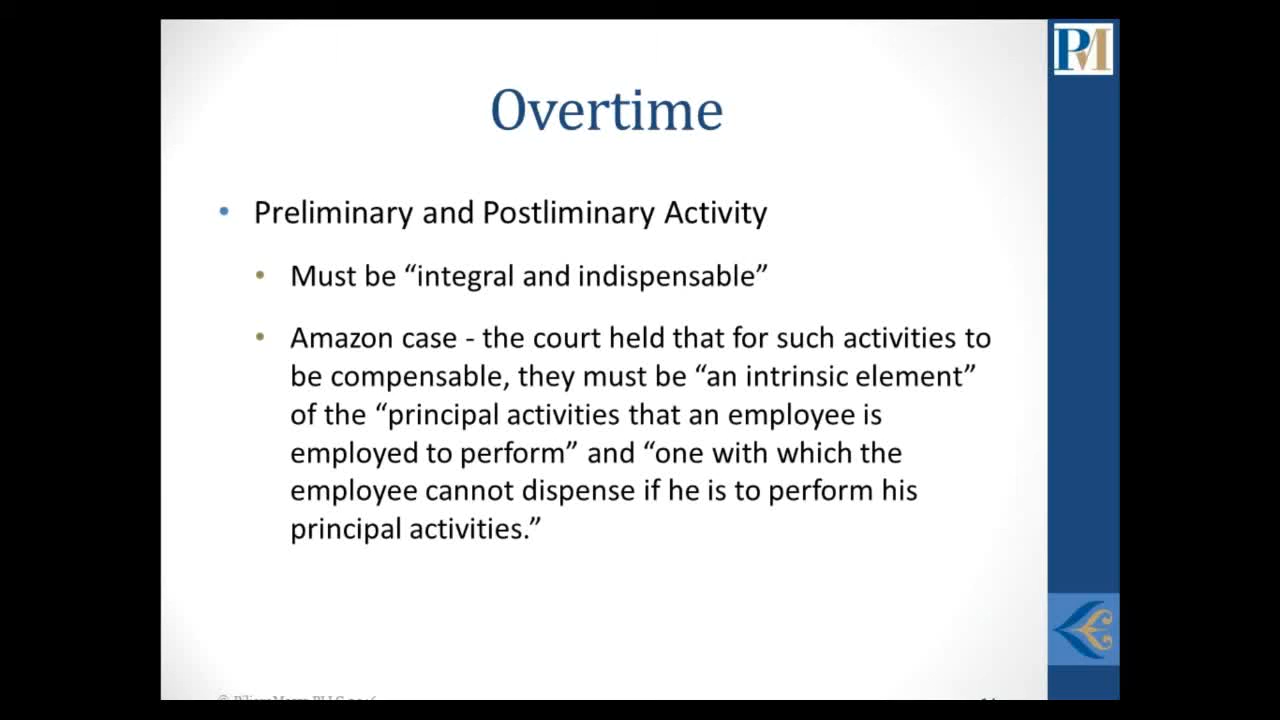 PM
Overtime
• Preliminary and Postliminary Activity
• Must be “integral and indispensable”
• Amazon case - the court held that for such activities to
be compensable, they must be “an intrinsic element”
of the “principal activities that an employee is
employed to perform” and “one with which the
employee cannot dispense if he is to perform his
principal activities.”